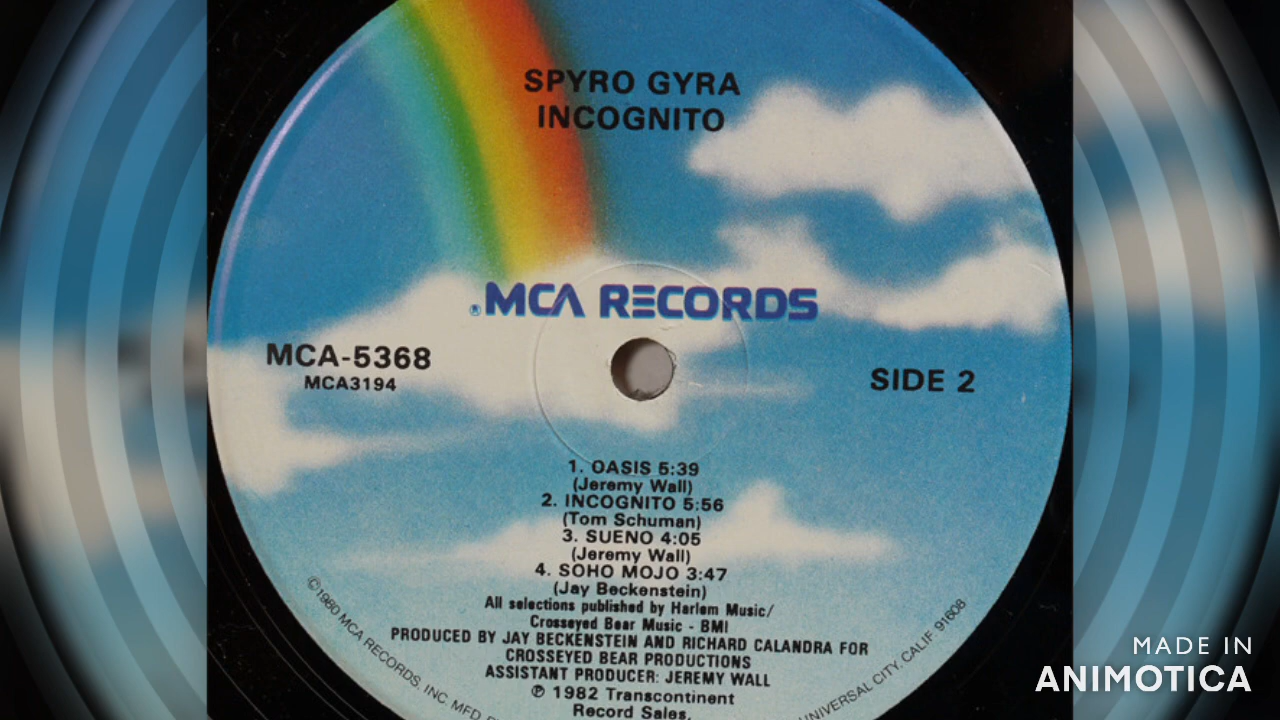 SPYRO GYRA
INCOGNITO
®MCA RECORDS
MCA-5368
MCA3194
SIDE 2
1. OASIS 5:39
(Jeremy Wall)
2. INCOGNITO 5:56
(Tom Schuman)
3. SUENO 4:05
(Jeremy Wall)
4. SOHO MOJO 3:47
(Jay Beckenstein)
All selections published by Harlem Music/
Crosseyed Bear Music - BMI
PRODUCED BY JAY BECKENSTEIN AND RICHARD CALANDRA FOR
CROSSEYED BEAR PRODUCTIONS
ASSISTANT PRODUCER: JEREMY WALL
℗ 1982 Transcontinent
Record Sales,
©1980 MCA RECORDS, INC. MFD.
UNIVERSAL CITY, CALIF. 91608
MADE IN
ANIMOTICA